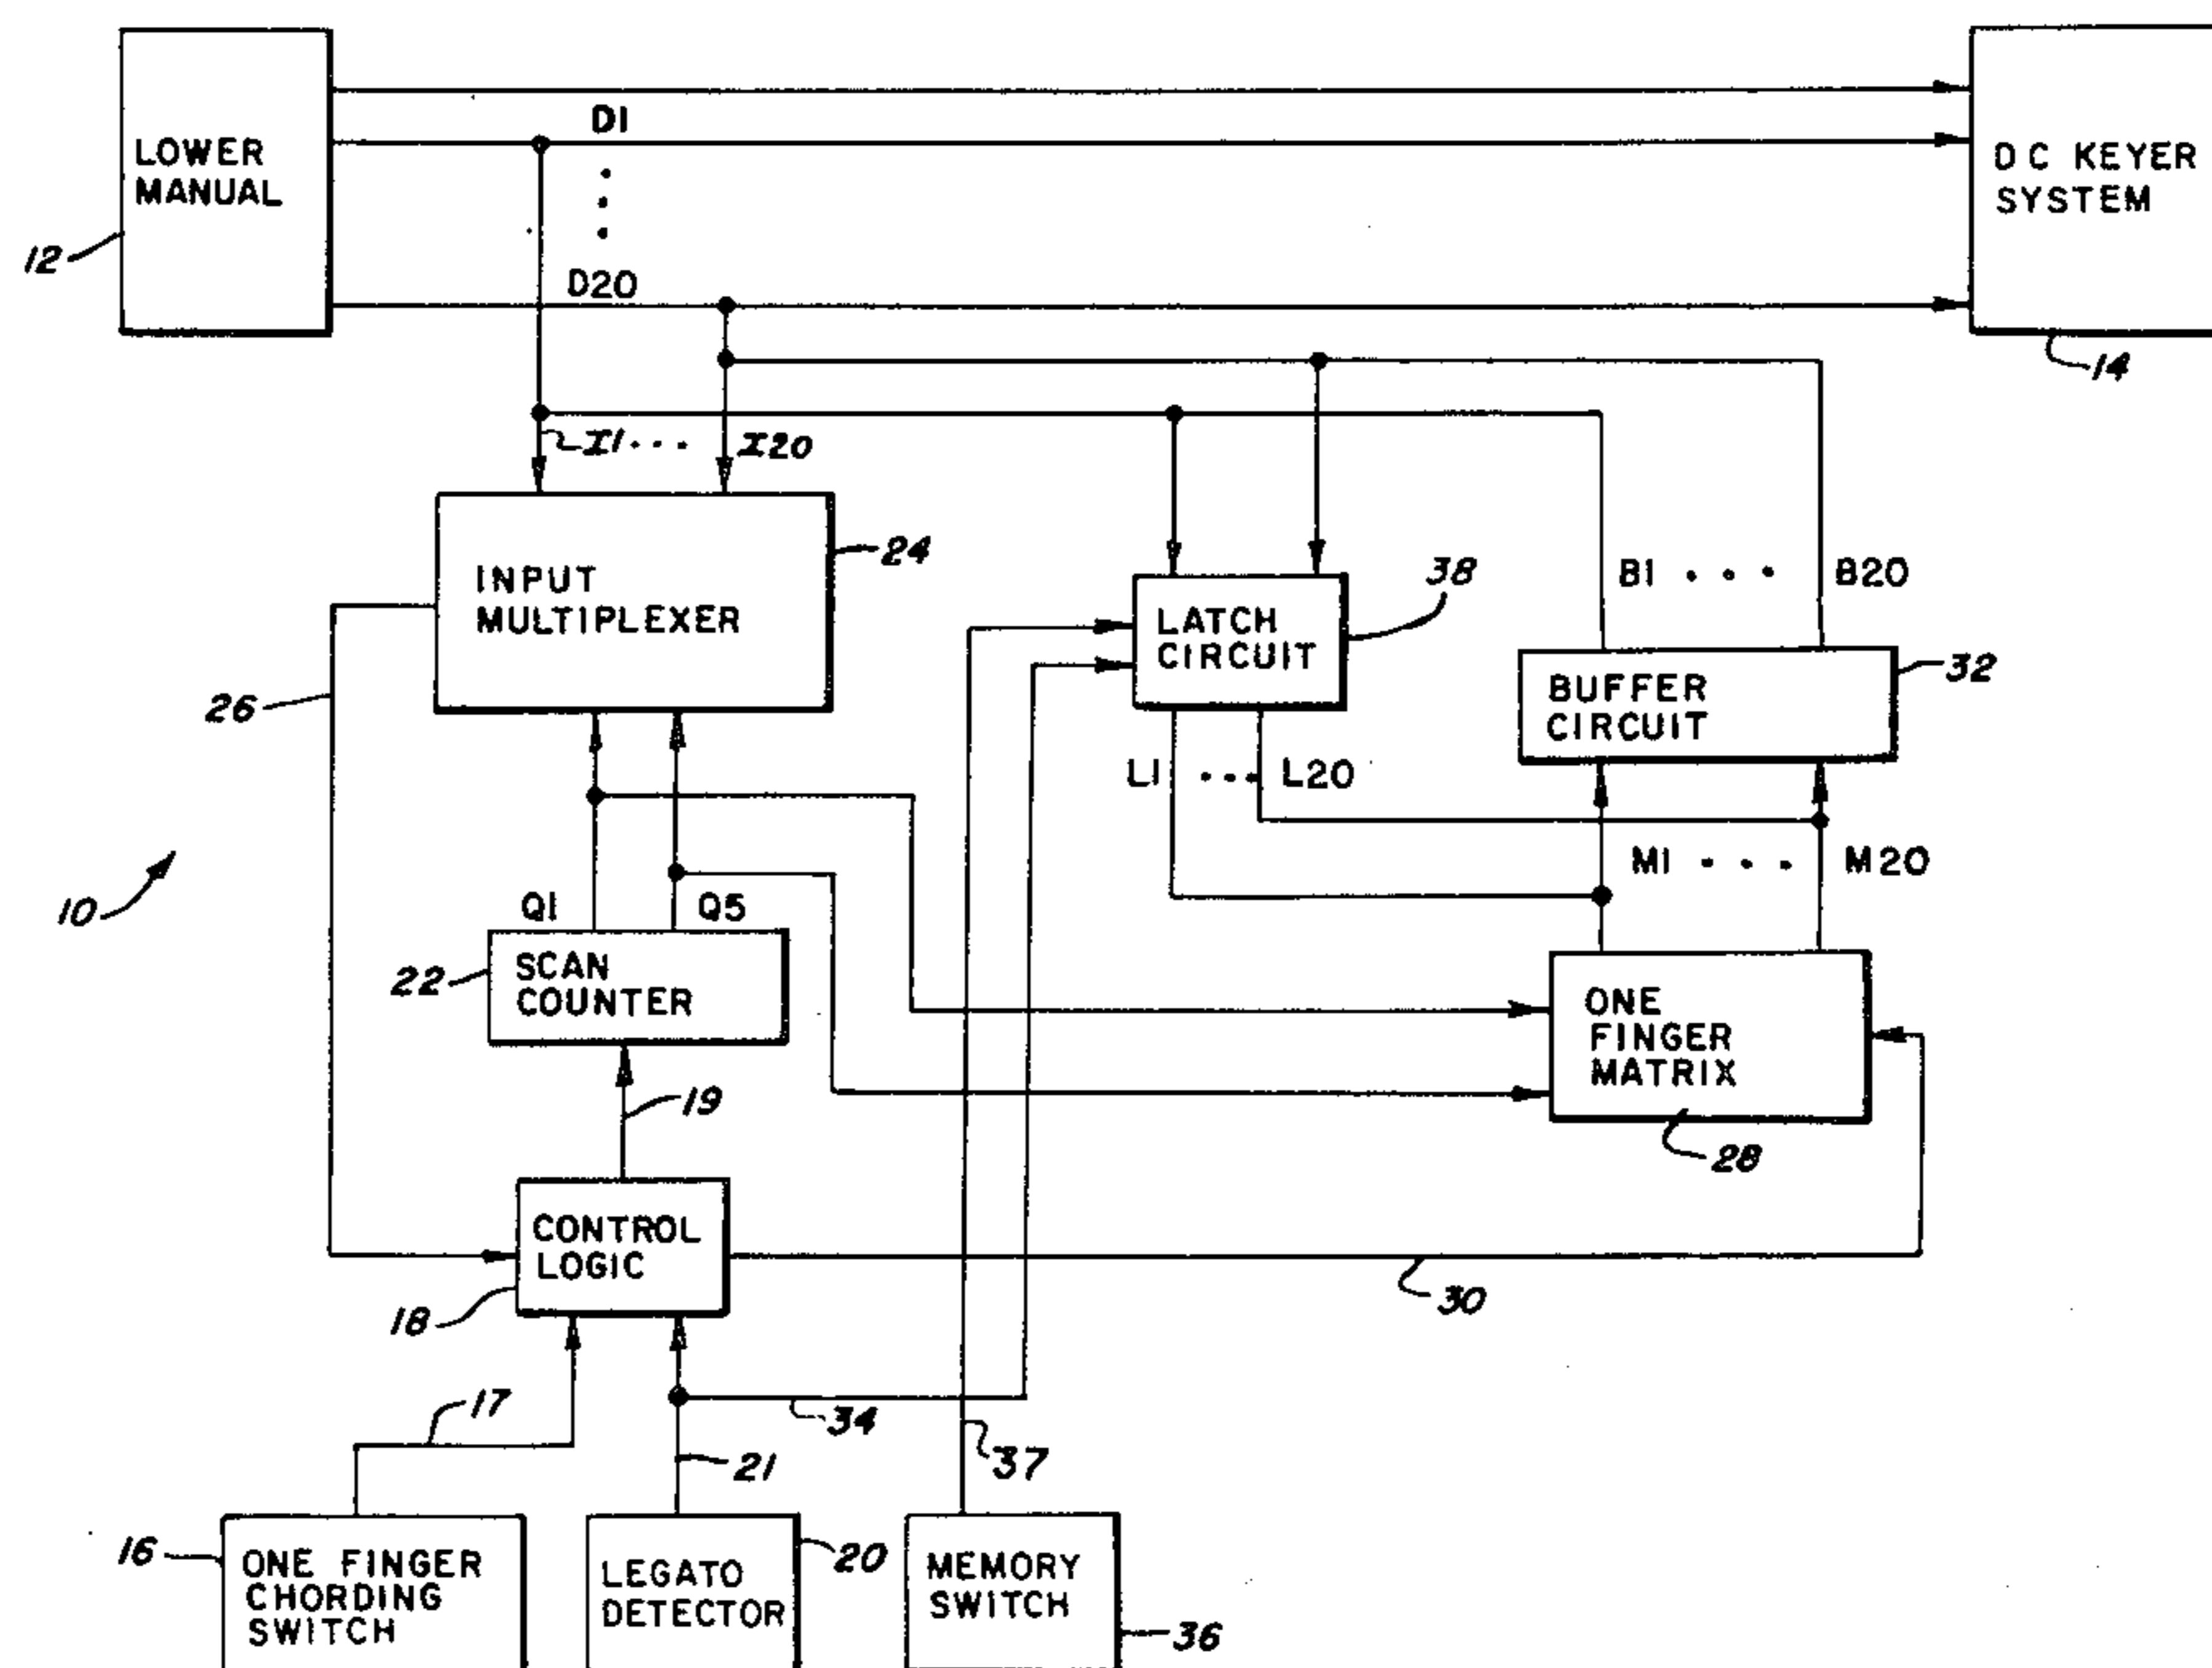 LOWER
MANUAL
12
D1
D20
DC KEYER
SYSTEM
14
I1... I20
INPUT
MULTIPLEXER
24
26
LATCH
CIRCUIT
38
B1 ... B20
BUFFER
CIRCUIT
32
L1 ... L20
M1 ... M20
10
Q1
Q5
SCAN
COUNTER
22
ONE
FINGER
MATRIX
28
19
CONTROL
LOGIC
18
30
17
34
21
37
16
ONE FINGER
CHORDING
SWITCH
LEGATO
DETECTOR
20
MEMORY
SWITCH
36